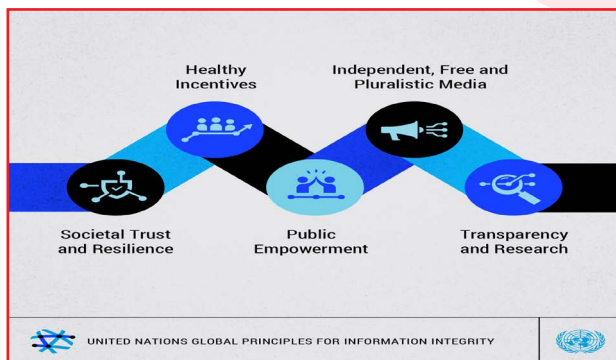 Healthy
Incentives
Independent, Free and
Pluralistic Media
Societal Trust
and Resilience
Public
Empowerment
Transparency
and Research
UNITED NATIONS GLOBAL PRINCIPLES FOR INFORMATION INTEGRITY